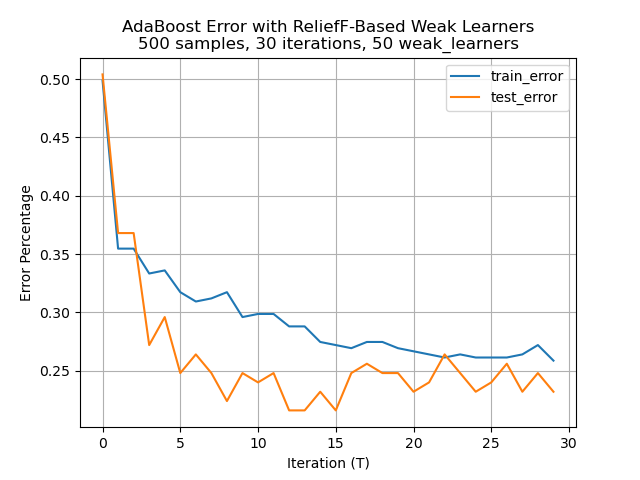 AdaBoost Error with ReliefF-Based Weak Learners
500 samples, 30 iterations, 50 weak_learners
train_error
test_error
0.50
0.45
0.40
0.35
0.30
0.25
Error Percentage
0 5 10 15 20 25 30
Iteration (T)